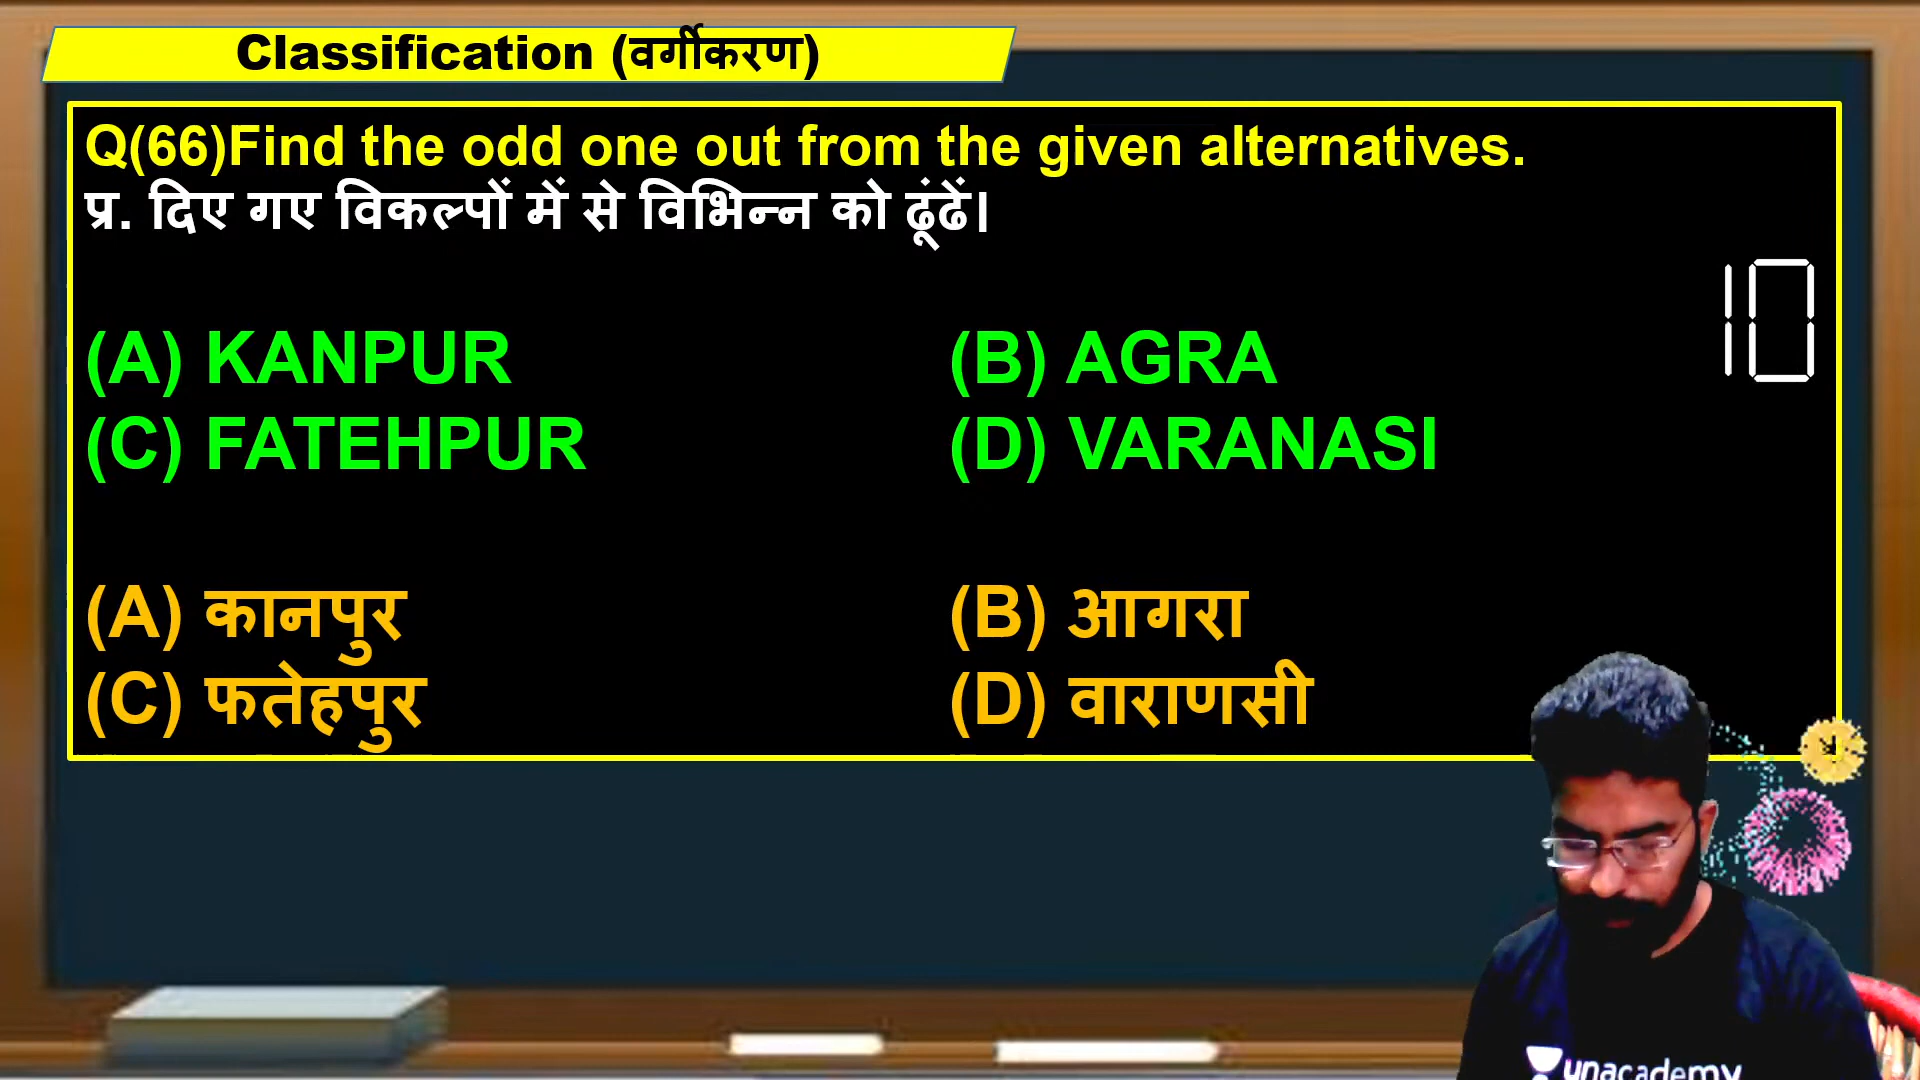 Classification (वर्गीकरण)
Q(66)Find the odd one out from the given alternatives.
प्र. दिए गए विकल्पों में से विभिन्न को ढूंढें।
10
(A) KANPUR (B) AGRA
(C) FATEHPUR (D) VARANASI
(A) कानपुर (B) आगरा
(C) फतेहपुर (D) वाराणसी
unacademy